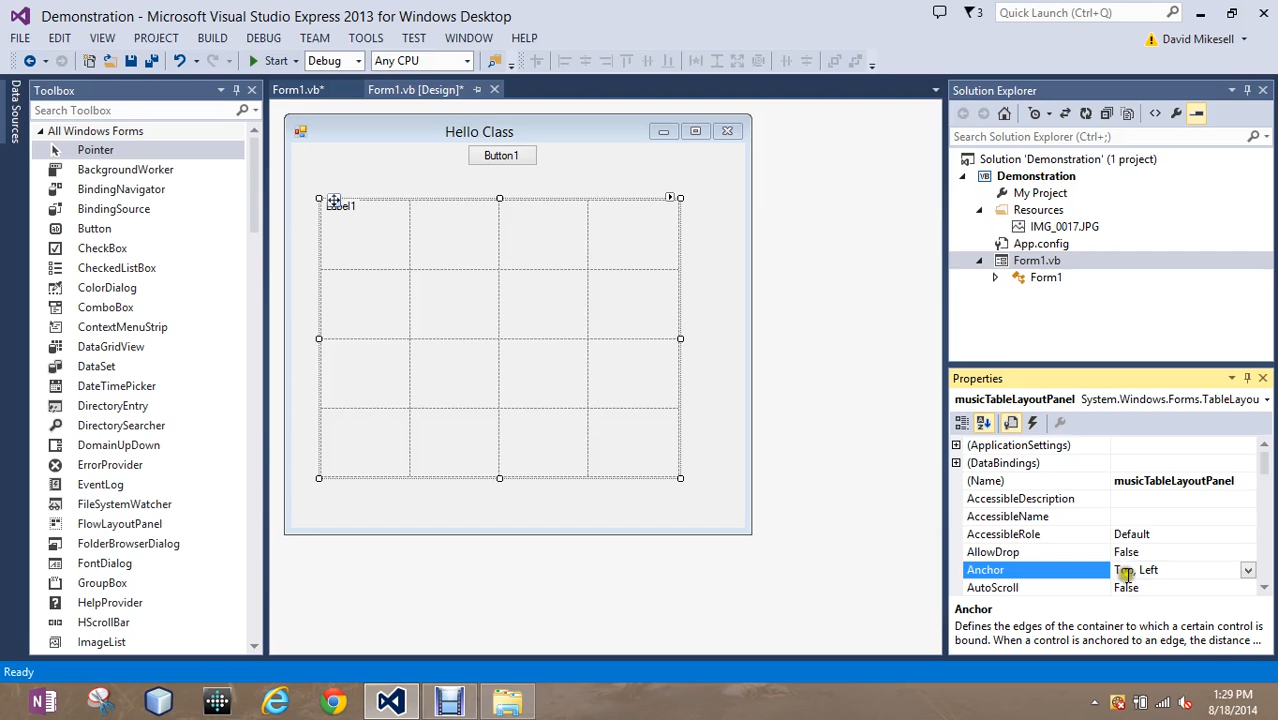 Demonstration - Microsoft Visual Studio Express 2013 for Windows Desktop
3
Quick Launch (Ctrl+Q)
FILE EDIT VIEW PROJECT BUILD DEBUG TEAM TOOLS TEST WINDOW HELP
David Mikesell
Start Debug Any CPU
Data Sources
Toolbox
Search Toolbox
All Windows Forms
Pointer
BackgroundWorker
BindingNavigator
BindingSource
Button
CheckBox
CheckedListBox
ColorDialog
ComboBox
ContextMenuStrip
DataGridView
DataSet
DateTimePicker
DirectoryEntry
DirectorySearcher
DomainUpDown
ErrorProvider
EventLog
FileSystemWatcher
FlowLayoutPanel
FolderBrowserDialog
FontDialog
GroupBox
HelpProvider
HScrollBar
ImageList
Form1.vb* Form1.vb [Design]*
Hello Class
Button1
Solution Explorer
Search Solution Explorer (Ctrl+;)
Solution 'Demonstration' (1 project)
VB Demonstration
My Project
Resources
IMG_0017.JPG
App.config
Form1.vb
Form1
Properties
musicTableLayoutPanel System.Windows.Forms.TableLayou
(ApplicationSettings)
(DataBindings)
(Name) musicTableLayoutPanel
AccessibleDescription
AccessibleName
AccessibleRole Default
AllowDrop False
Anchor Top, Left
AutoScroll False
Anchor
Defines the edges of the container to which a certain control is
bound. When a control is anchored to an edge, the distance ...
Ready
1:29 PM
8/18/2014